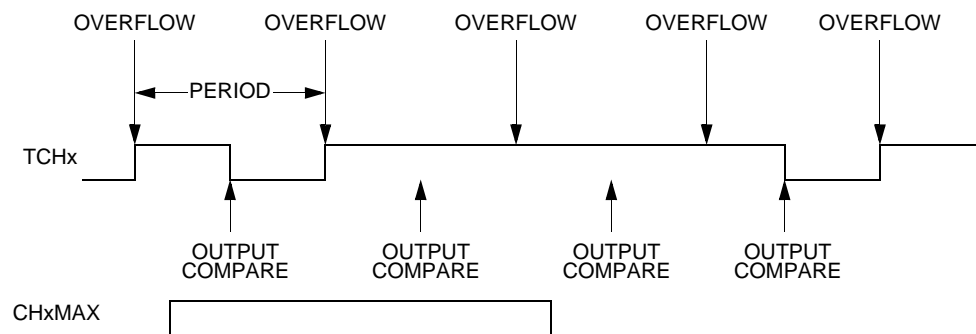 OVERFLOW OVERFLOW OVERFLOW OVERFLOW OVERFLOW
PERIOD
TCHx
OUTPUT OUTPUT OUTPUT OUTPUT
COMPARE COMPARE COMPARE COMPARE
CHxMAX